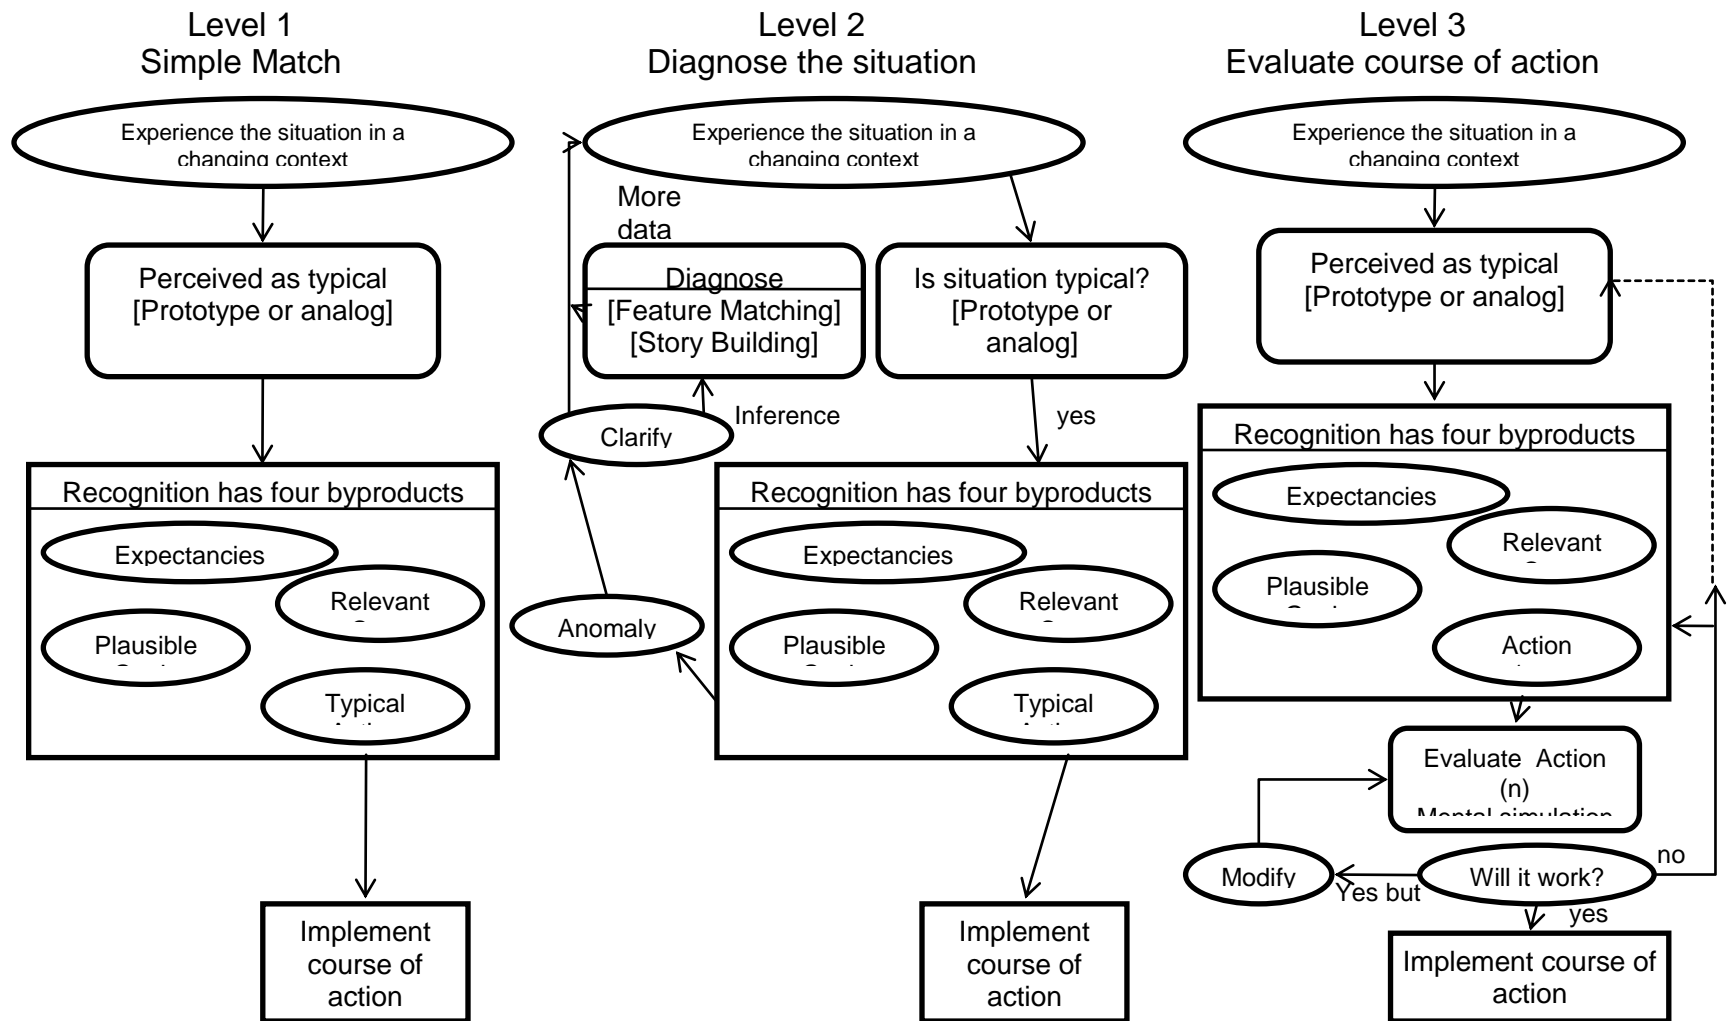 Level 1
Simple Match
Experience the situation in a
changing context
Perceived as typical
[Prototype or analog]
Recognition has four byproducts
Expectancies
Relevant
Plausible
Typical
Implement
course of
action
Level 2
Diagnose the situation
Experience the situation in a
changing context
More
data
Diagnose
[Feature Matching]
[Story Building]
Is situation typical?
[Prototype or
analog]
Inference
yes
Clarify
Anomaly
Recognition has four byproducts
Expectancies
Relevant
Plausible
Typical
Implement
course of
action
Level 3
Evaluate course of action
Experience the situation in a
changing context
Perceived as typical
[Prototype or analog]
Recognition has four byproducts
Expectancies
Relevant
Plausible
Action
Evaluate Action
(n)
Mental simulation
Will it work?
no
Yes but
Modify
yes
Implement course of
action